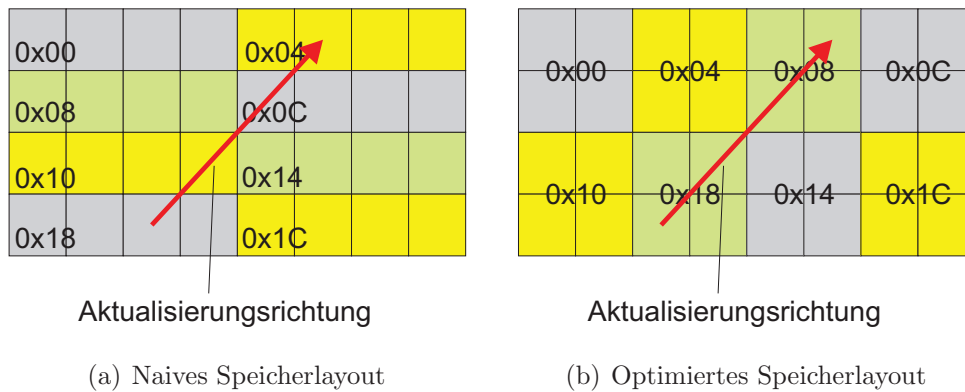 0x00 0x04
0x08 0x0C
0x10 0x14
0x18 0x1C
Aktualisierungsrichtung
(a) Naives Speicherlayout
0x00 0x04 0x08 0x0C
0x10 0x18 0x14 0x1C
Aktualisierungsrichtung
(b) Optimiertes Speicherlayout